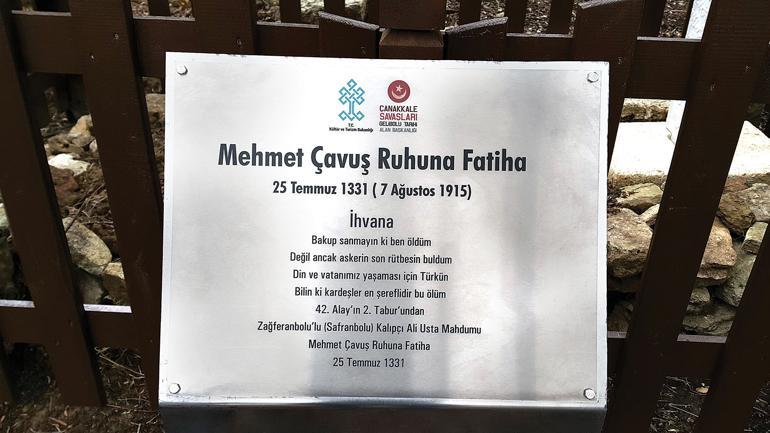 T.C.
Kültür ve Turizm Bakanlığı
ÇANAKKALE
SAVAŞLARI
GELİBOLU TARİHİ
ALAN BAŞKANLIĞI
Mehmet Çavuş Ruhuna Fatiha
25 Temmuz 1331 ( 7 Ağustos 1915)
İhvana
Bakup sanmayın ki ben öldüm
Değil ancak askerin son rütbesin buldum
Din ve vatanımız yaşaması için Türkün
Bilin ki kardeşler en şereflidir bu ölüm
42. Alay'ın 2. Tabur'undan
Zağferanbolu'lu (Safranbolu) Kalıpçı Ali Usta Mahdumu
Mehmet Çavuş Ruhuna Fatiha
25 Temmuz 1331